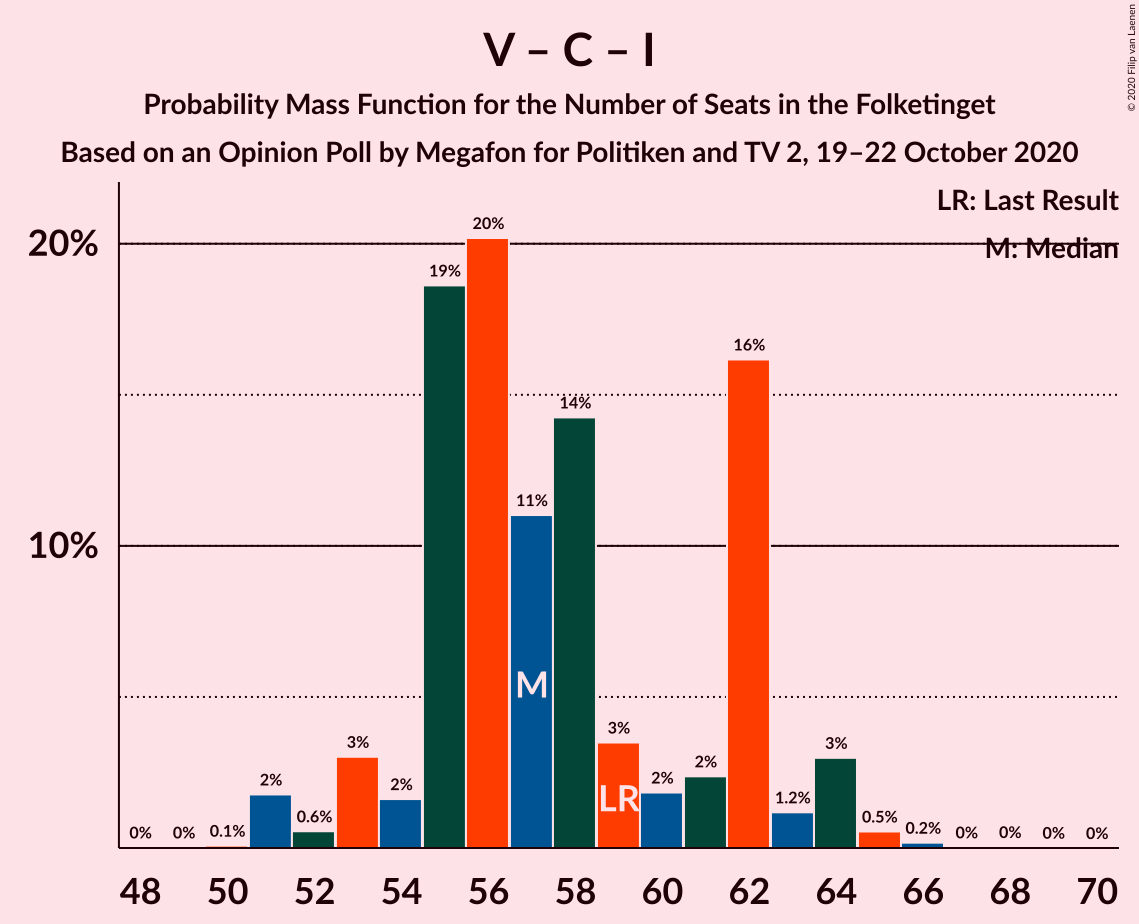 © 2020 Filip van Laenen
V – C – I
Probability Mass Function for the Number of Seats in the Folketinget
Based on an Opinion Poll by Megafon for Politiken and TV 2, 19–22 October 2020
LR: Last Result
M: Median
20%
10%
0% 0% 0.1% 2% 0.6% 3% 2% 19% 20% 11% 14% 3% 2% 2% 16% 1.2% 3% 0.5% 0.2% 0% 0% 0% 0%
M
LR
48 50 52 54 56 58 60 62 64 66 68 70